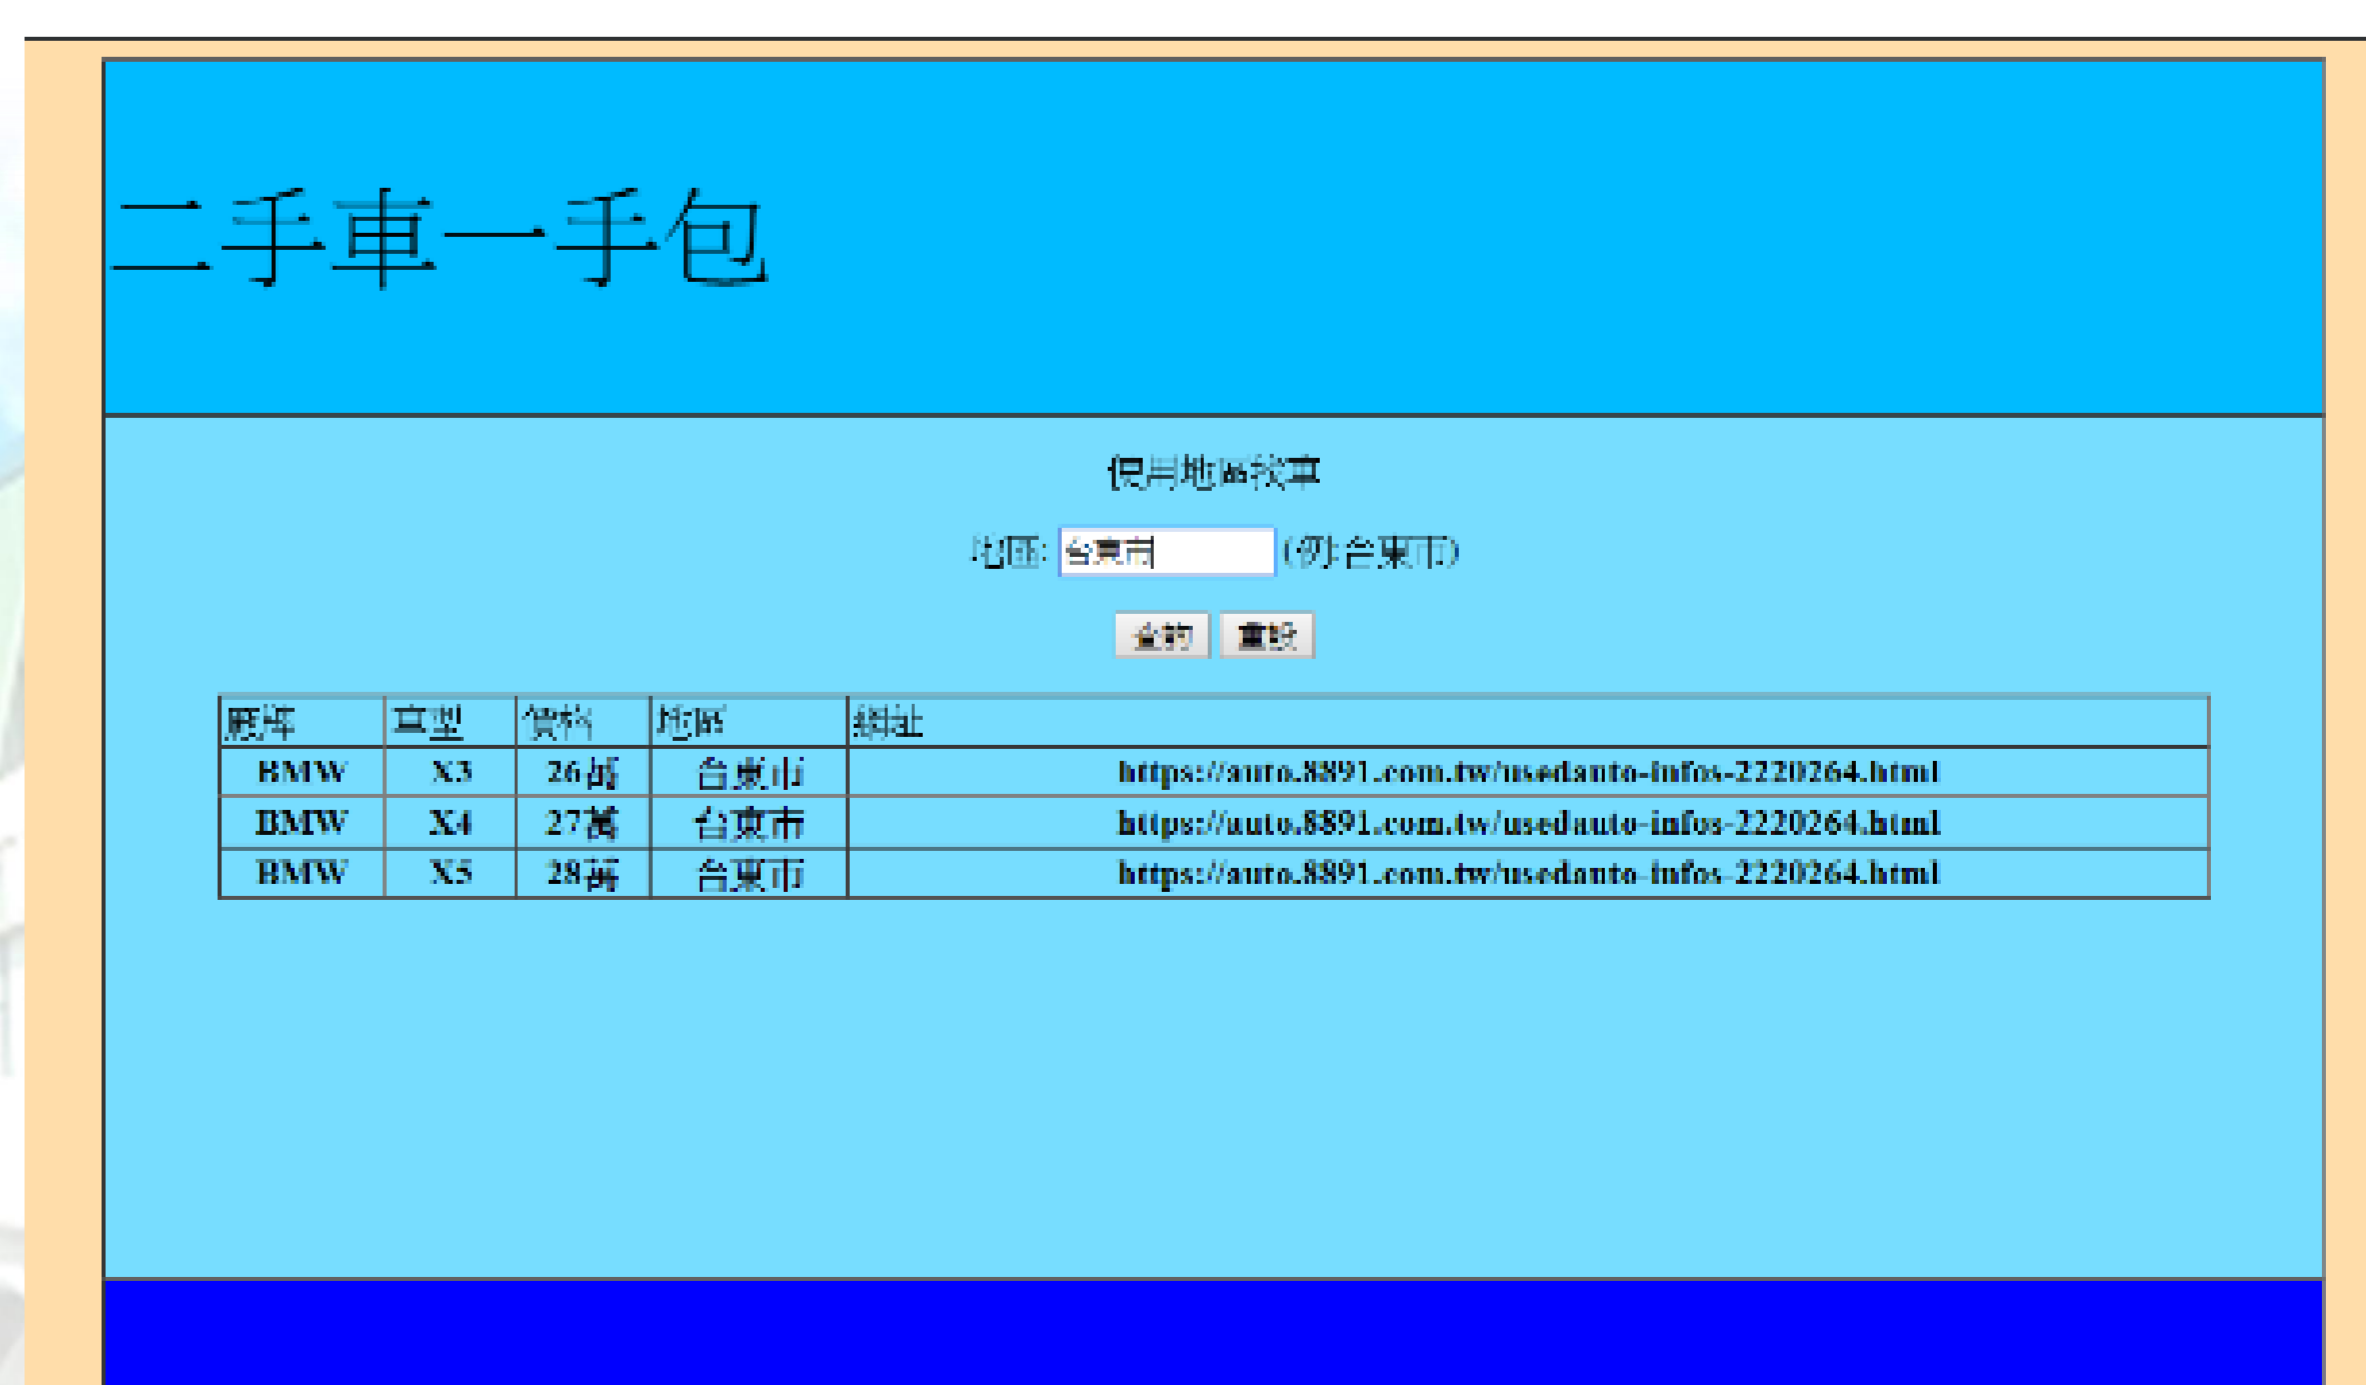 二手車一手包
使用地區找車
地區: 台東市 (例:台東市)
查詢 重設
廠牌 車型 價格 地區 網址
BMW X3 26萬 台東市 https://auto.8891.com.tw/usedauto-infos-2220264.html
BMW X4 27萬 台東市 https://auto.8891.com.tw/usedauto-infos-2220264.html
BMW X5 28萬 台東市 https://auto.8891.com.tw/usedauto-infos-2220264.html